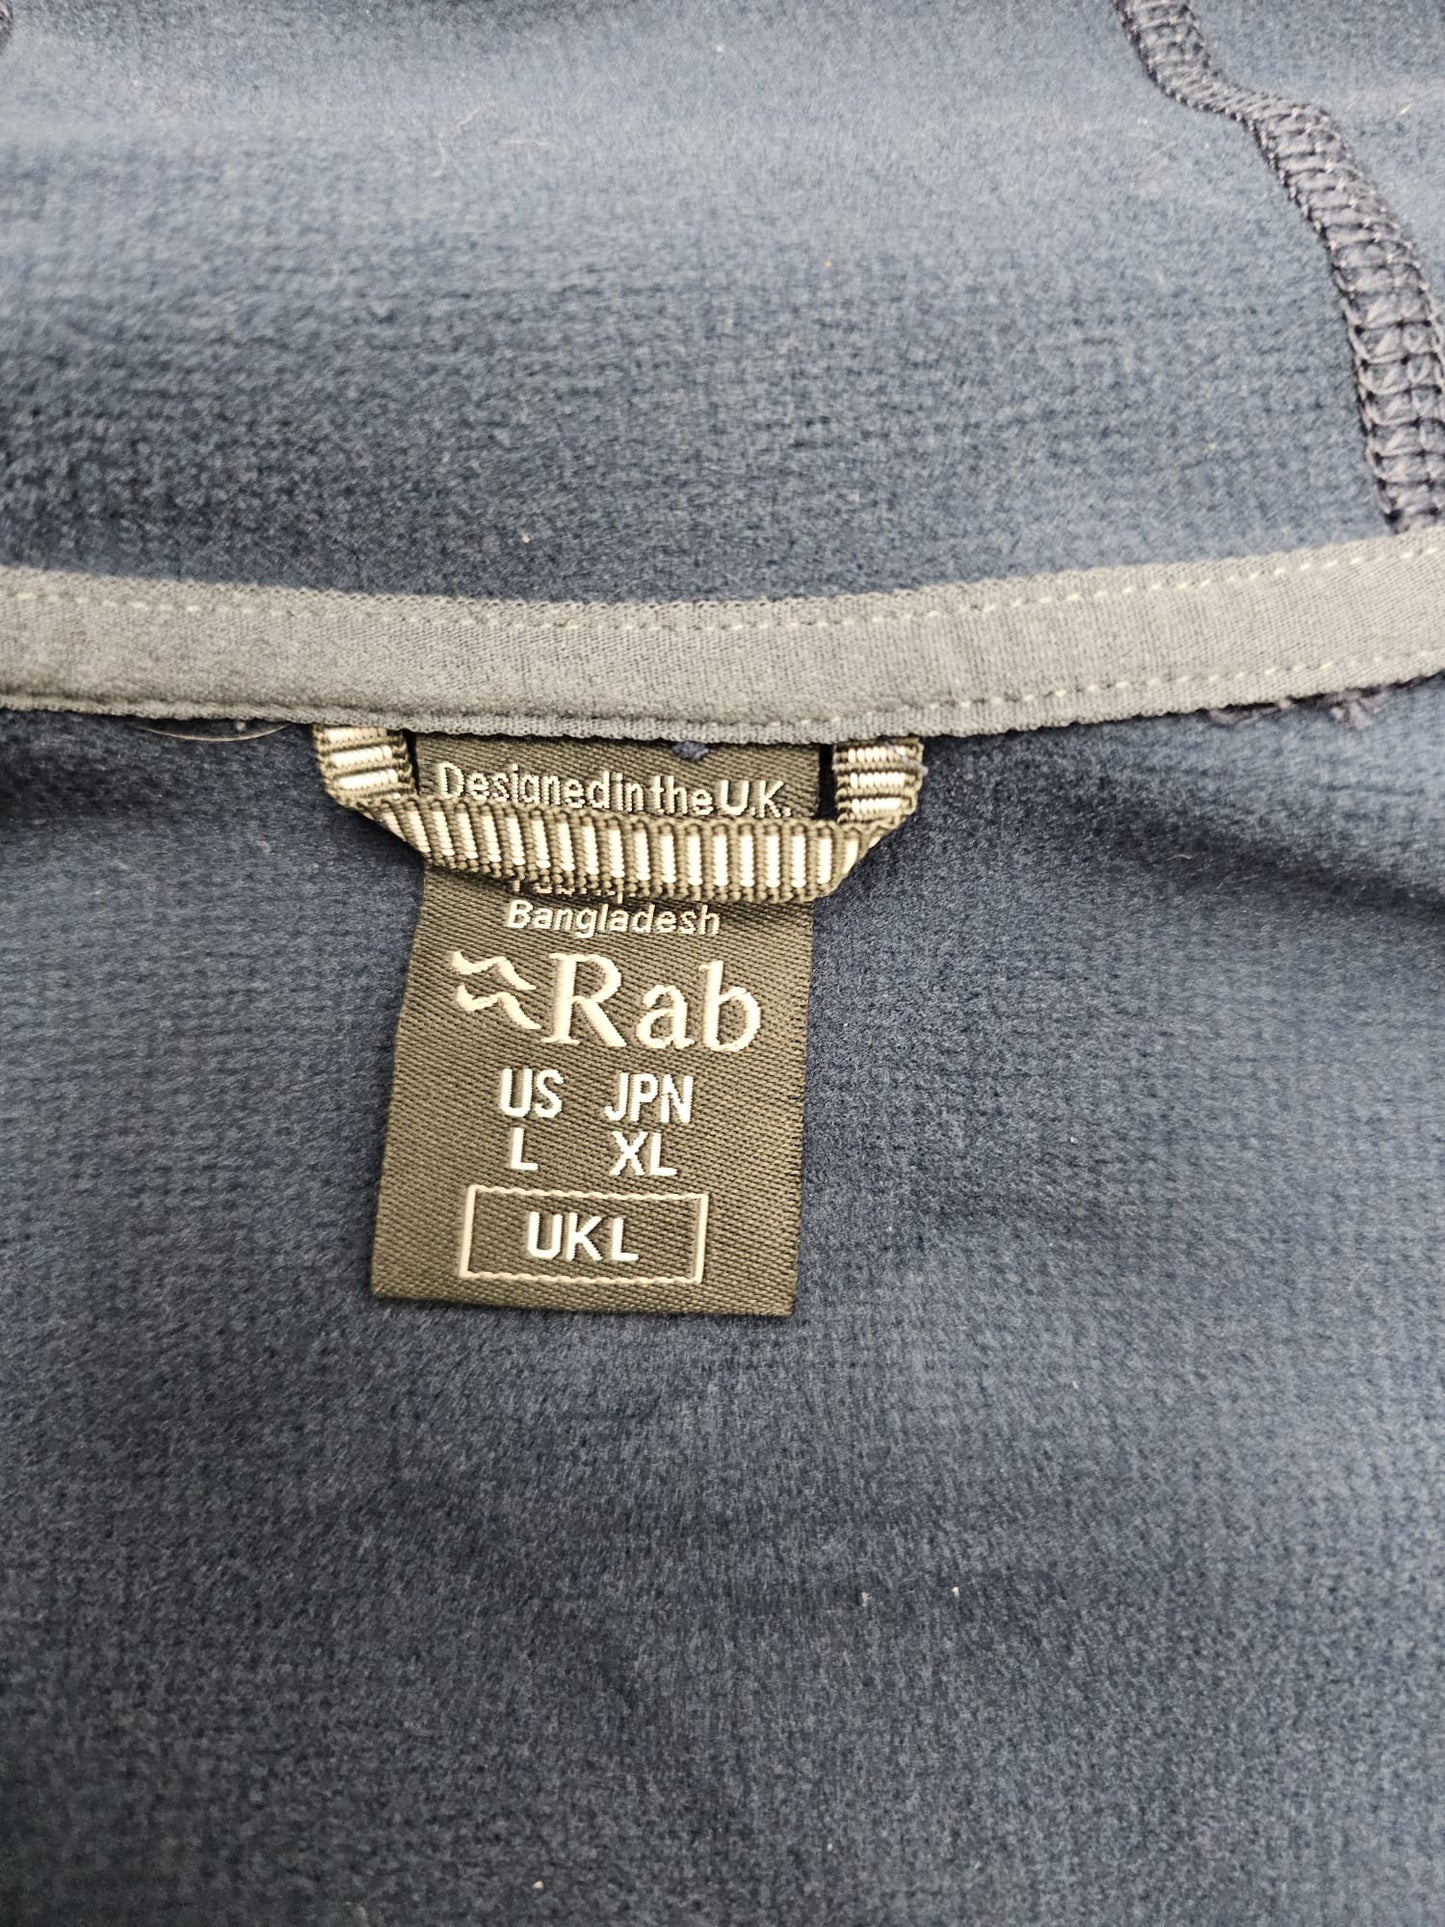 Designed in the U.K.
Bangladesh
Rab
US JPN
L XL
UK L